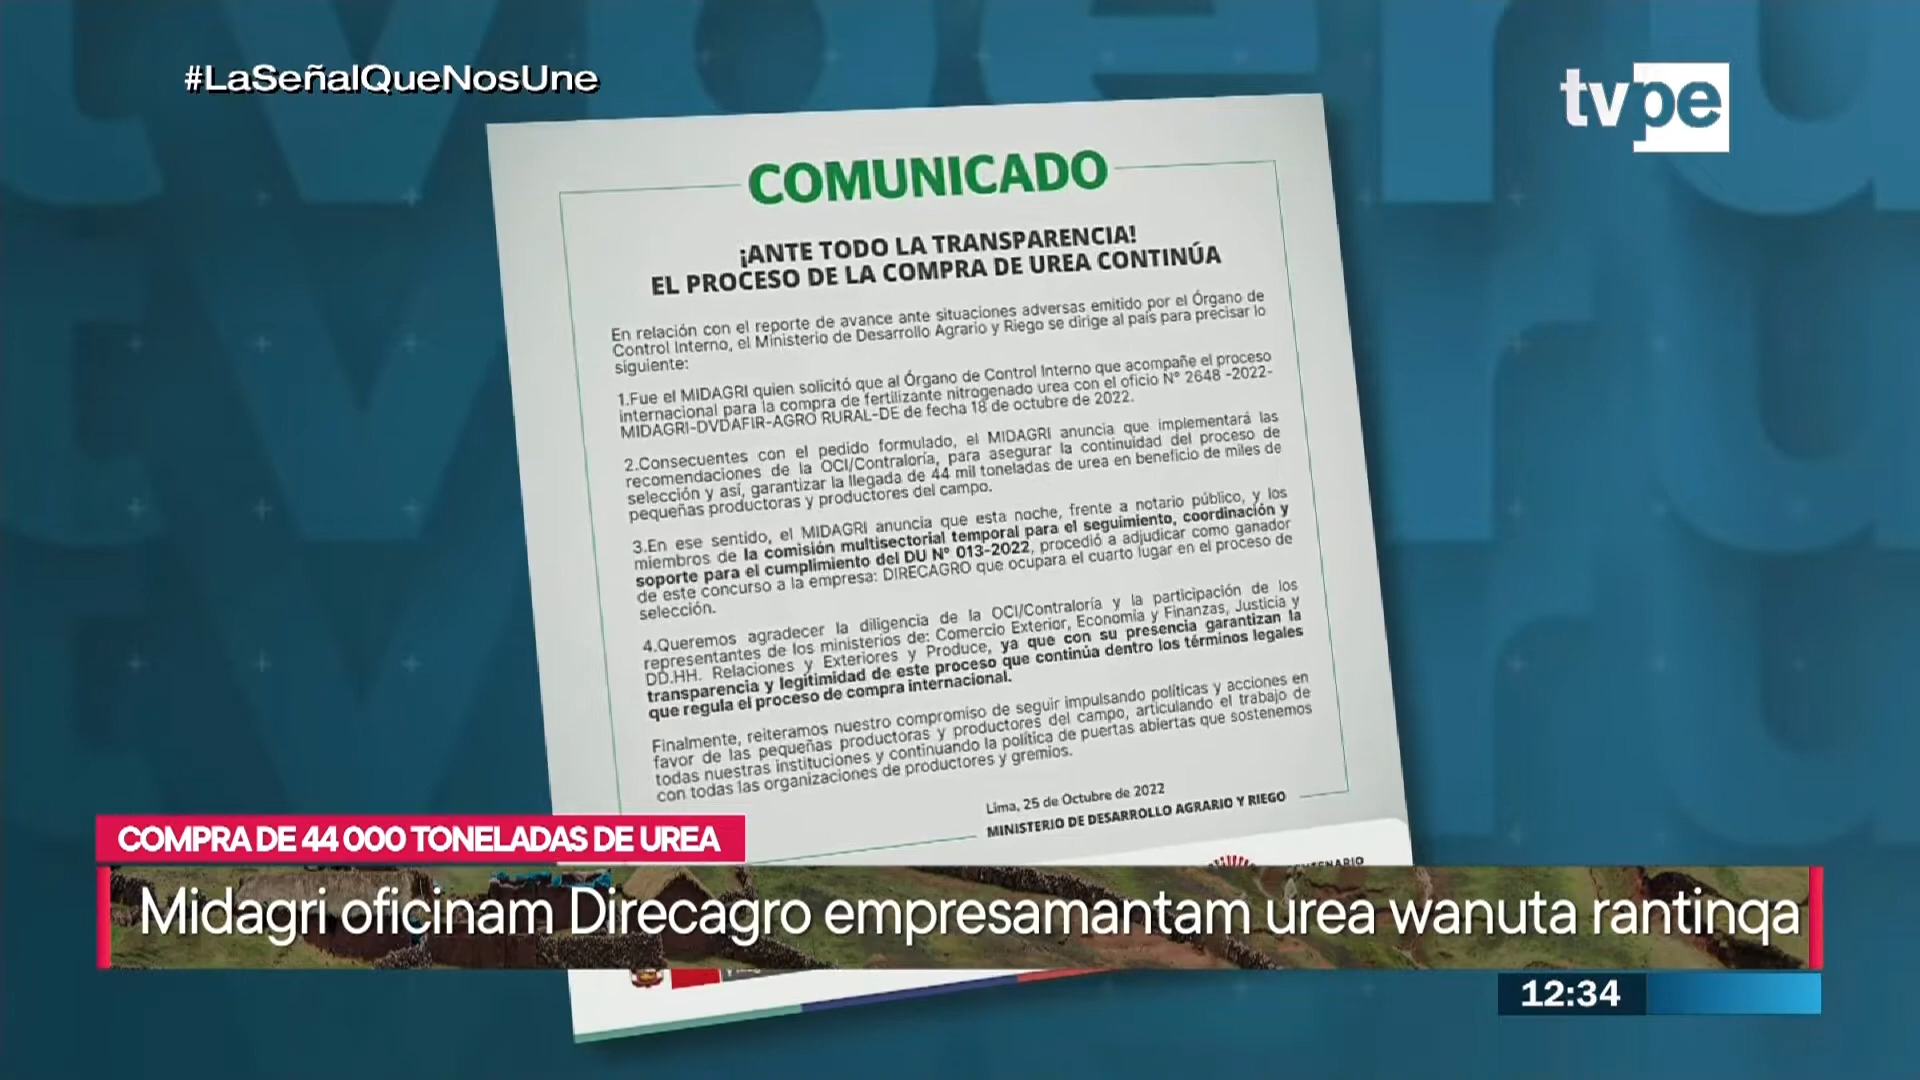 #LaSeñalQueNosUne
tvpe
COMUNICADO
¡ANTE TODO LA TRANSPARENCIA!
EL PROCESO DE LA COMPRA DE UREA CONTINÚA
En relación con el reporte de avance ante situaciones adversas emitido por el Órgano de
Control Interno, el Ministerio de Desarrollo Agrario y Riego se dirige al país para precisar lo
siguiente:
1.Fue el MIDAGRI quien solicitó que al Órgano de Control Interno que acompañe el proceso
internacional para la compra de fertilizante nitrogenado urea con el oficio Nº 2648 -2022-
MIDAGRI-DVDAFIR-AGRO RURAL-DE de fecha 18 de octubre de 2022.
2.Consecuentes con el pedido formulado, el MIDAGRI anuncia que implementará las
recomendaciones de la OCI/Contraloría, para asegurar la continuidad del proceso de
selección y así, garantizar la llegada de 44 mil toneladas de urea en beneficio de miles de
pequeñas productoras y productores del campo.
3.En ese sentido, el MIDAGRI anuncia que esta noche, frente a notario público, y los
miembros de la comisión multisectorial temporal para el seguimiento, coordinación y
soporte para el cumplimiento del DU Nº 013-2022, procedió a adjudicar como ganador
de este concurso a la empresa: DIRECAGRO que ocupara el cuarto lugar en el proceso de
selección.
4.Queremos agradecer la diligencia de la OCI/Contraloría y la participación de los
representantes de los ministerios de: Comercio Exterior, Economía y Finanzas, Justicia y
DD.HH. Relaciones y Exteriores y Produce, ya que con su presencia garantizan la
transparencia y legitimidad de este proceso que continúa dentro los términos legales
que regula el proceso de compra internacional.
Finalmente, reiteramos nuestro compromiso de seguir impulsando políticas y acciones en
favor de las pequeñas productoras y productores del campo, articulando el trabajo de
todas nuestras instituciones y continuando la política de puertas abiertas que sostenemos
con todas las organizaciones de productores y gremios.
Lima, 25 de Octubre de 2022
MINISTERIO DE DESARROLLO AGRARIO Y RIEGO
COMPRA DE 44 000 TONELADAS DE UREA
Midagri oficinam Direcagro empresamantam urea wanuta rantinqa
12:34